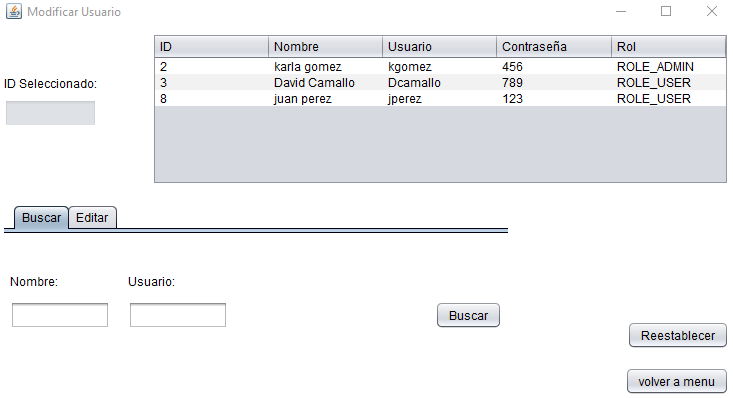 Modificar Usuario
ID Nombre Usuario Contraseña Rol
2 karla gomez kgomez 456 ROLE_ADMIN
3 David Camallo Dcamallo 789 ROLE_USER
8 juan perez jperez 123 ROLE_USER
ID Seleccionado:
Buscar Editar
Nombre: Usuario:
Buscar
Reestablecer
volver a menu